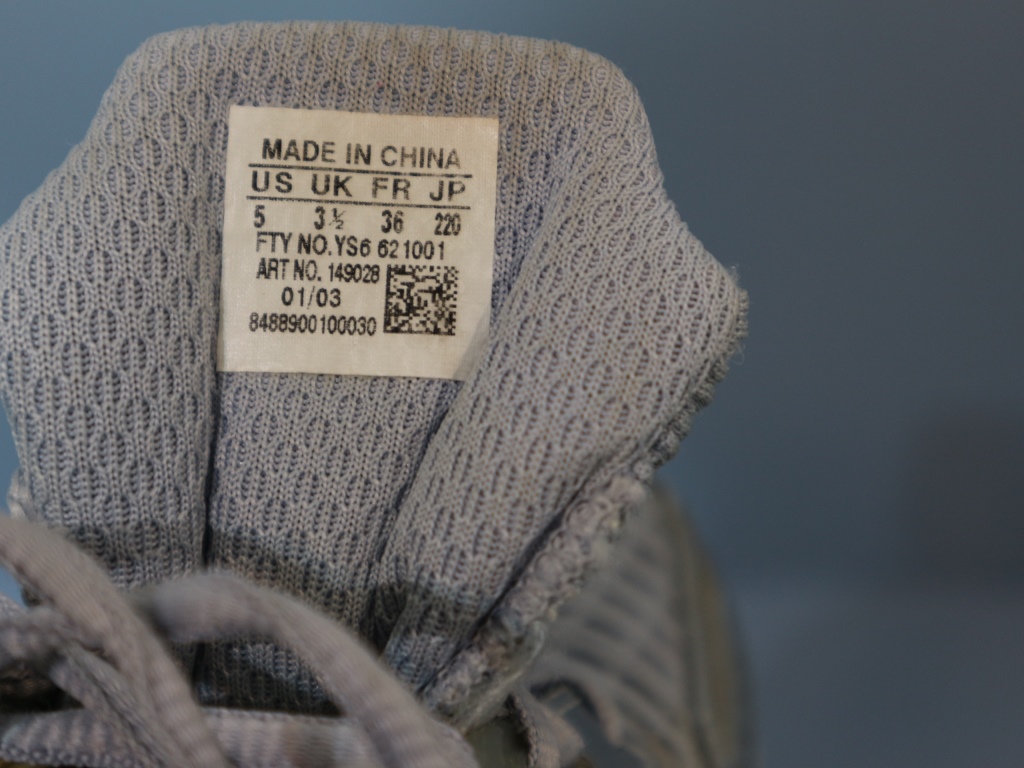 MADE IN CHINA
US UK FR JP
5 3½ 36 220
FTY NO.YS6 621001
ART NO. 149028
01/03
8488900100030